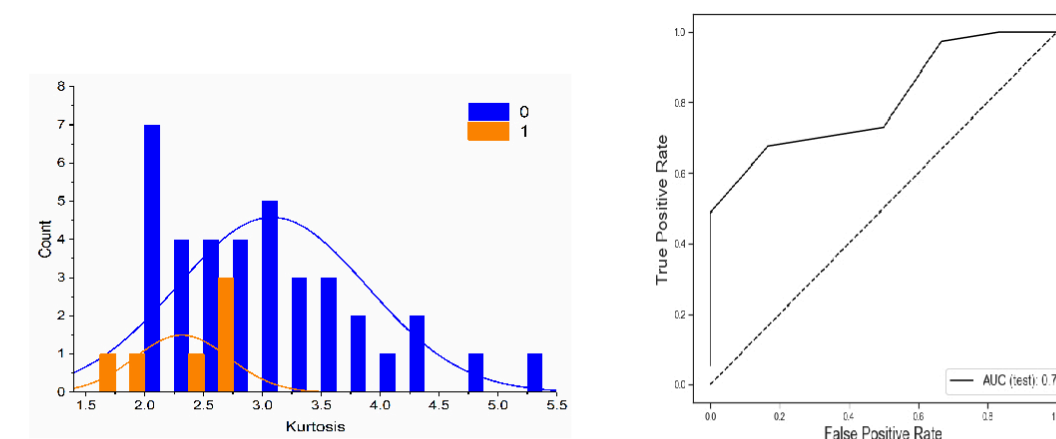 8
7
6
5
4
3
2
1
0
Count
1.5 2.0 2.5 3.0 3.5 4.0 4.5 5.0 5.5
Kurtosis
0
1
1.0
0.8
0.6
0.4
0.2
0.0
True Positive Rate
0.0 0.2 0.4 0.6 0.8 1.
False Positive Rate
AUC (test): 0.7